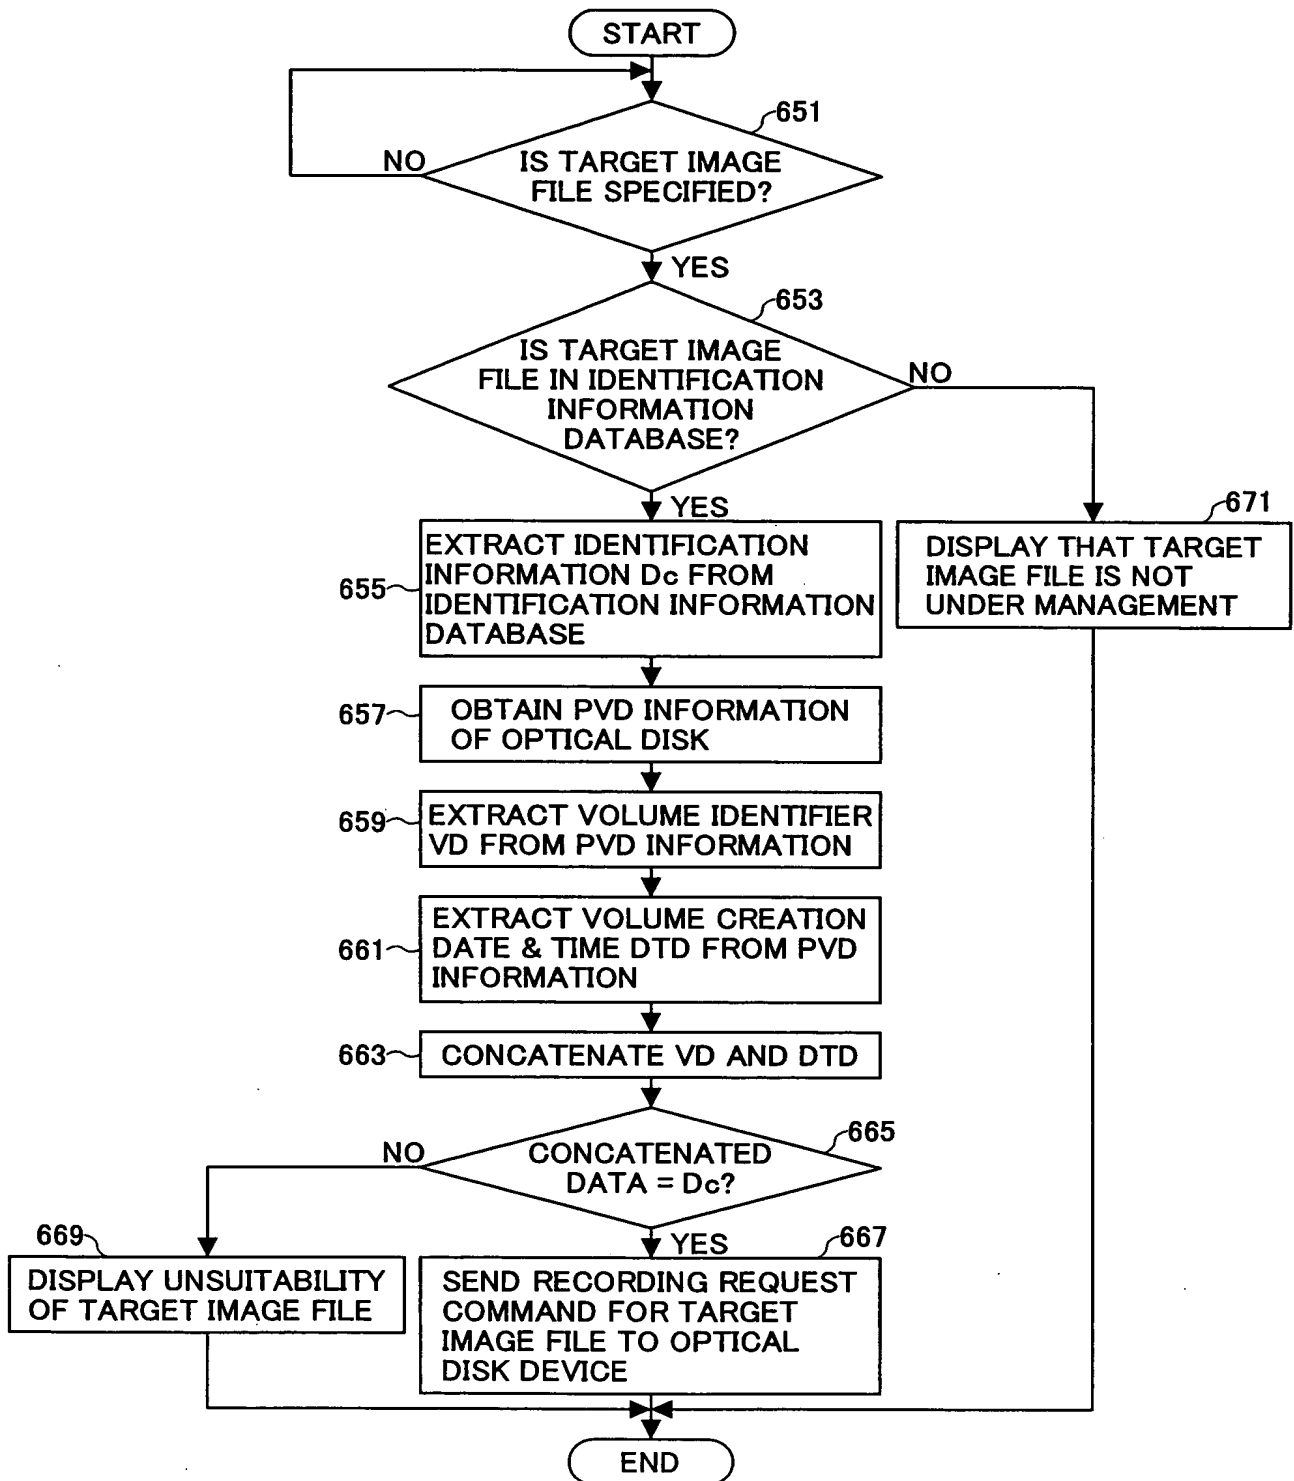 START
651
NO
IS TARGET IMAGE
FILE SPECIFIED?
YES
653
IS TARGET IMAGE
FILE IN IDENTIFICATION
INFORMATION
DATABASE?
NO
YES
671
655
EXTRACT IDENTIFICATION
INFORMATION Dc FROM
IDENTIFICATION INFORMATION
DATABASE
DISPLAY THAT TARGET
IMAGE FILE IS NOT
UNDER MANAGEMENT
657
OBTAIN PVD INFORMATION
OF OPTICAL DISK
659
EXTRACT VOLUME IDENTIFIER
VD FROM PVD INFORMATION
661
EXTRACT VOLUME CREATION
DATE & TIME DTD FROM PVD
INFORMATION
663
CONCATENATE VD AND DTD
665
NO
CONCATENATED
DATA = Dc?
669
YES
667
DISPLAY UNSUITABILITY
OF TARGET IMAGE FILE
SEND RECORDING REQUEST
COMMAND FOR TARGET
IMAGE FILE TO OPTICAL
DISK DEVICE
END